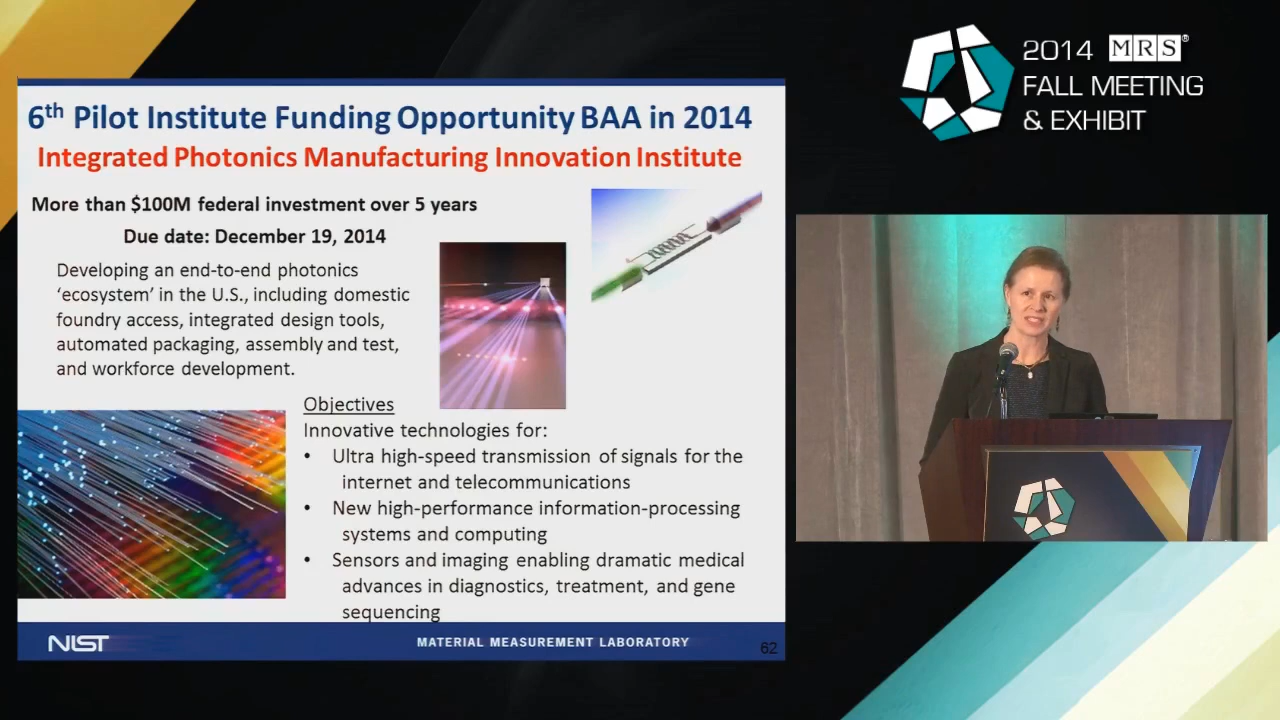 6th Pilot Institute Funding Opportunity BAA in 2014
Integrated Photonics Manufacturing Innovation Institute
More than $100M federal investment over 5 years
Due date: December 19, 2014
Developing an end-to-end photonics
‘ecosystem’ in the U.S., including domestic
foundry access, integrated design tools,
automated packaging, assembly and test,
and workforce development.
Objectives
Innovative technologies for:
• Ultra high-speed transmission of signals for the
internet and telecommunications
• New high-performance information-processing
systems and computing
• Sensors and imaging enabling dramatic medical
advances in diagnostics, treatment, and gene
sequencing
NIST
MATERIAL MEASUREMENT LABORATORY
62
2014 MRS®
FALL MEETING
& EXHIBIT